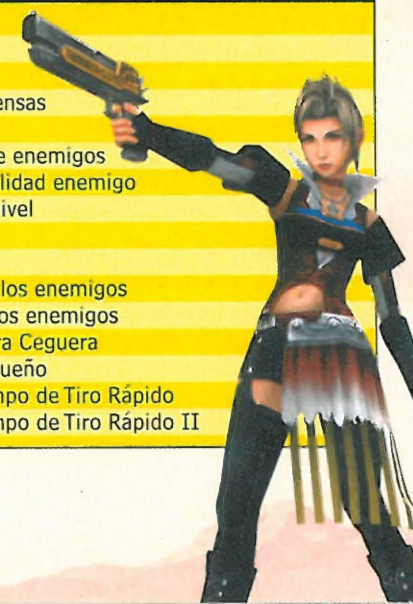 ensas
e enemigos
lidad enemigo
ivel
los enemigos
os enemigos
ra Ceguera
ueño
npo de Tiro Rápido
npo de Tiro Rápido II